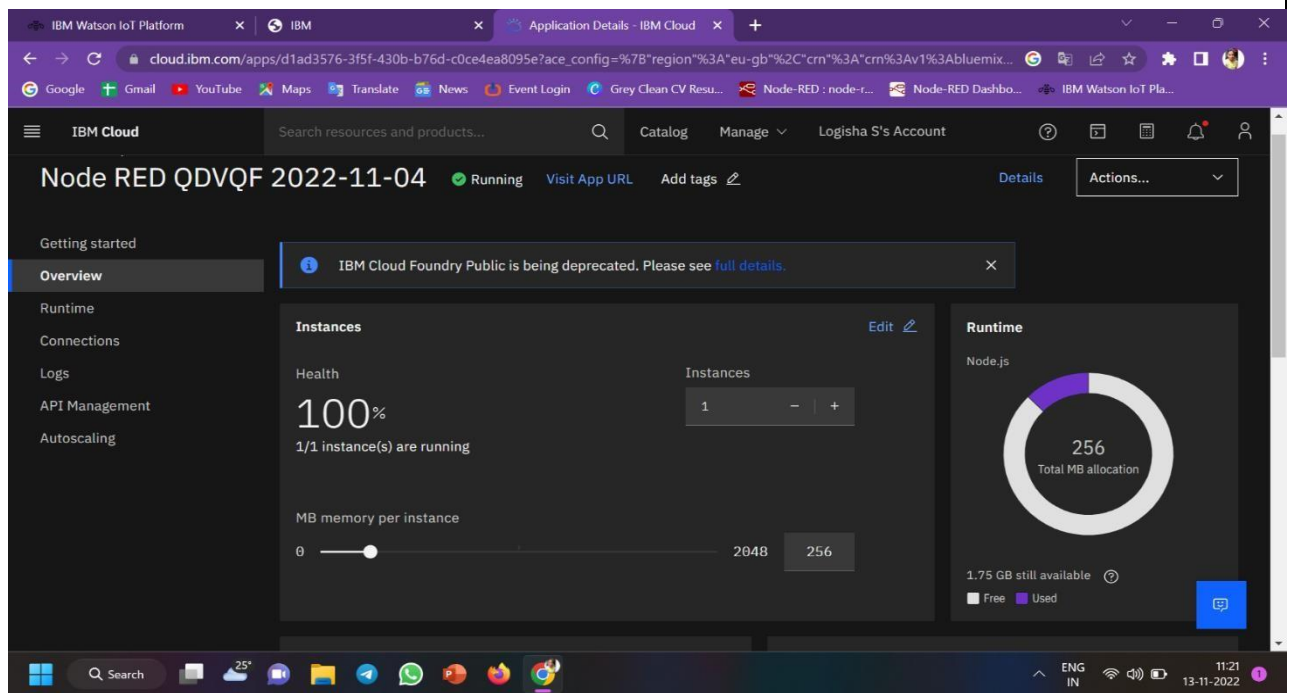 IBM Watson IoT Platform
IBM
Application Details - IBM Cloud
cloud.ibm.com/apps/d1ad3576-3f5f-430b-b76d-c0ce4ea8095e?ace_config=%7B"region"%3A"eu-gb"%2C"crn"%3A"crn%3Av1%3Abluemix...
Google Gmail YouTube Maps Translate News Event Login Grey Clean CV Resu... Node-RED : node-r... Node-RED Dashbo... IBM Watson IoT Pla...
IBM Cloud Search resources and products... Catalog Manage Logisha S's Account
Node RED QDVQF 2022-11-04 Running Visit App URL Add tags Details Actions...
Getting started
Overview
Runtime
Connections
Logs
API Management
Autoscaling
IBM Cloud Foundry Public is being deprecated. Please see full details.
Instances Edit
Health
100%
1/1 instance(s) are running
Instances
1 - +
MB memory per instance
0 2048 256
Runtime
Node.js
256
Total MB allocation
1.75 GB still available
Free Used
25°
Search
ENG
IN
11:21
13-11-2022
1